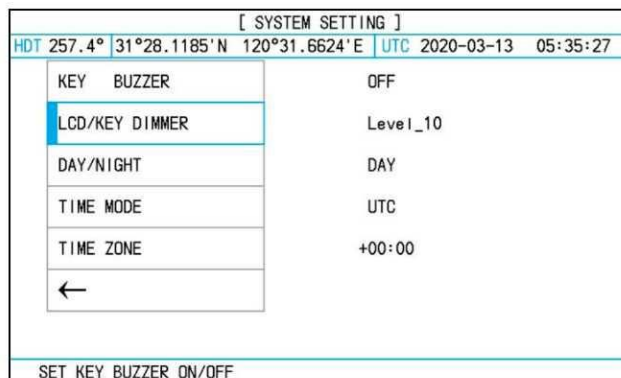 [ SYSTEM SETTING ]
HDT 257.4° 31°28.1185'N 120°31.6624'E UTC 2020-03-13 05:35:27
KEY BUZZER OFF
LCD/KEY DIMMER Level_10
DAY/NIGHT DAY
TIME MODE UTC
TIME ZONE +00:00
←
SET KEY BUZZER ON/OFF